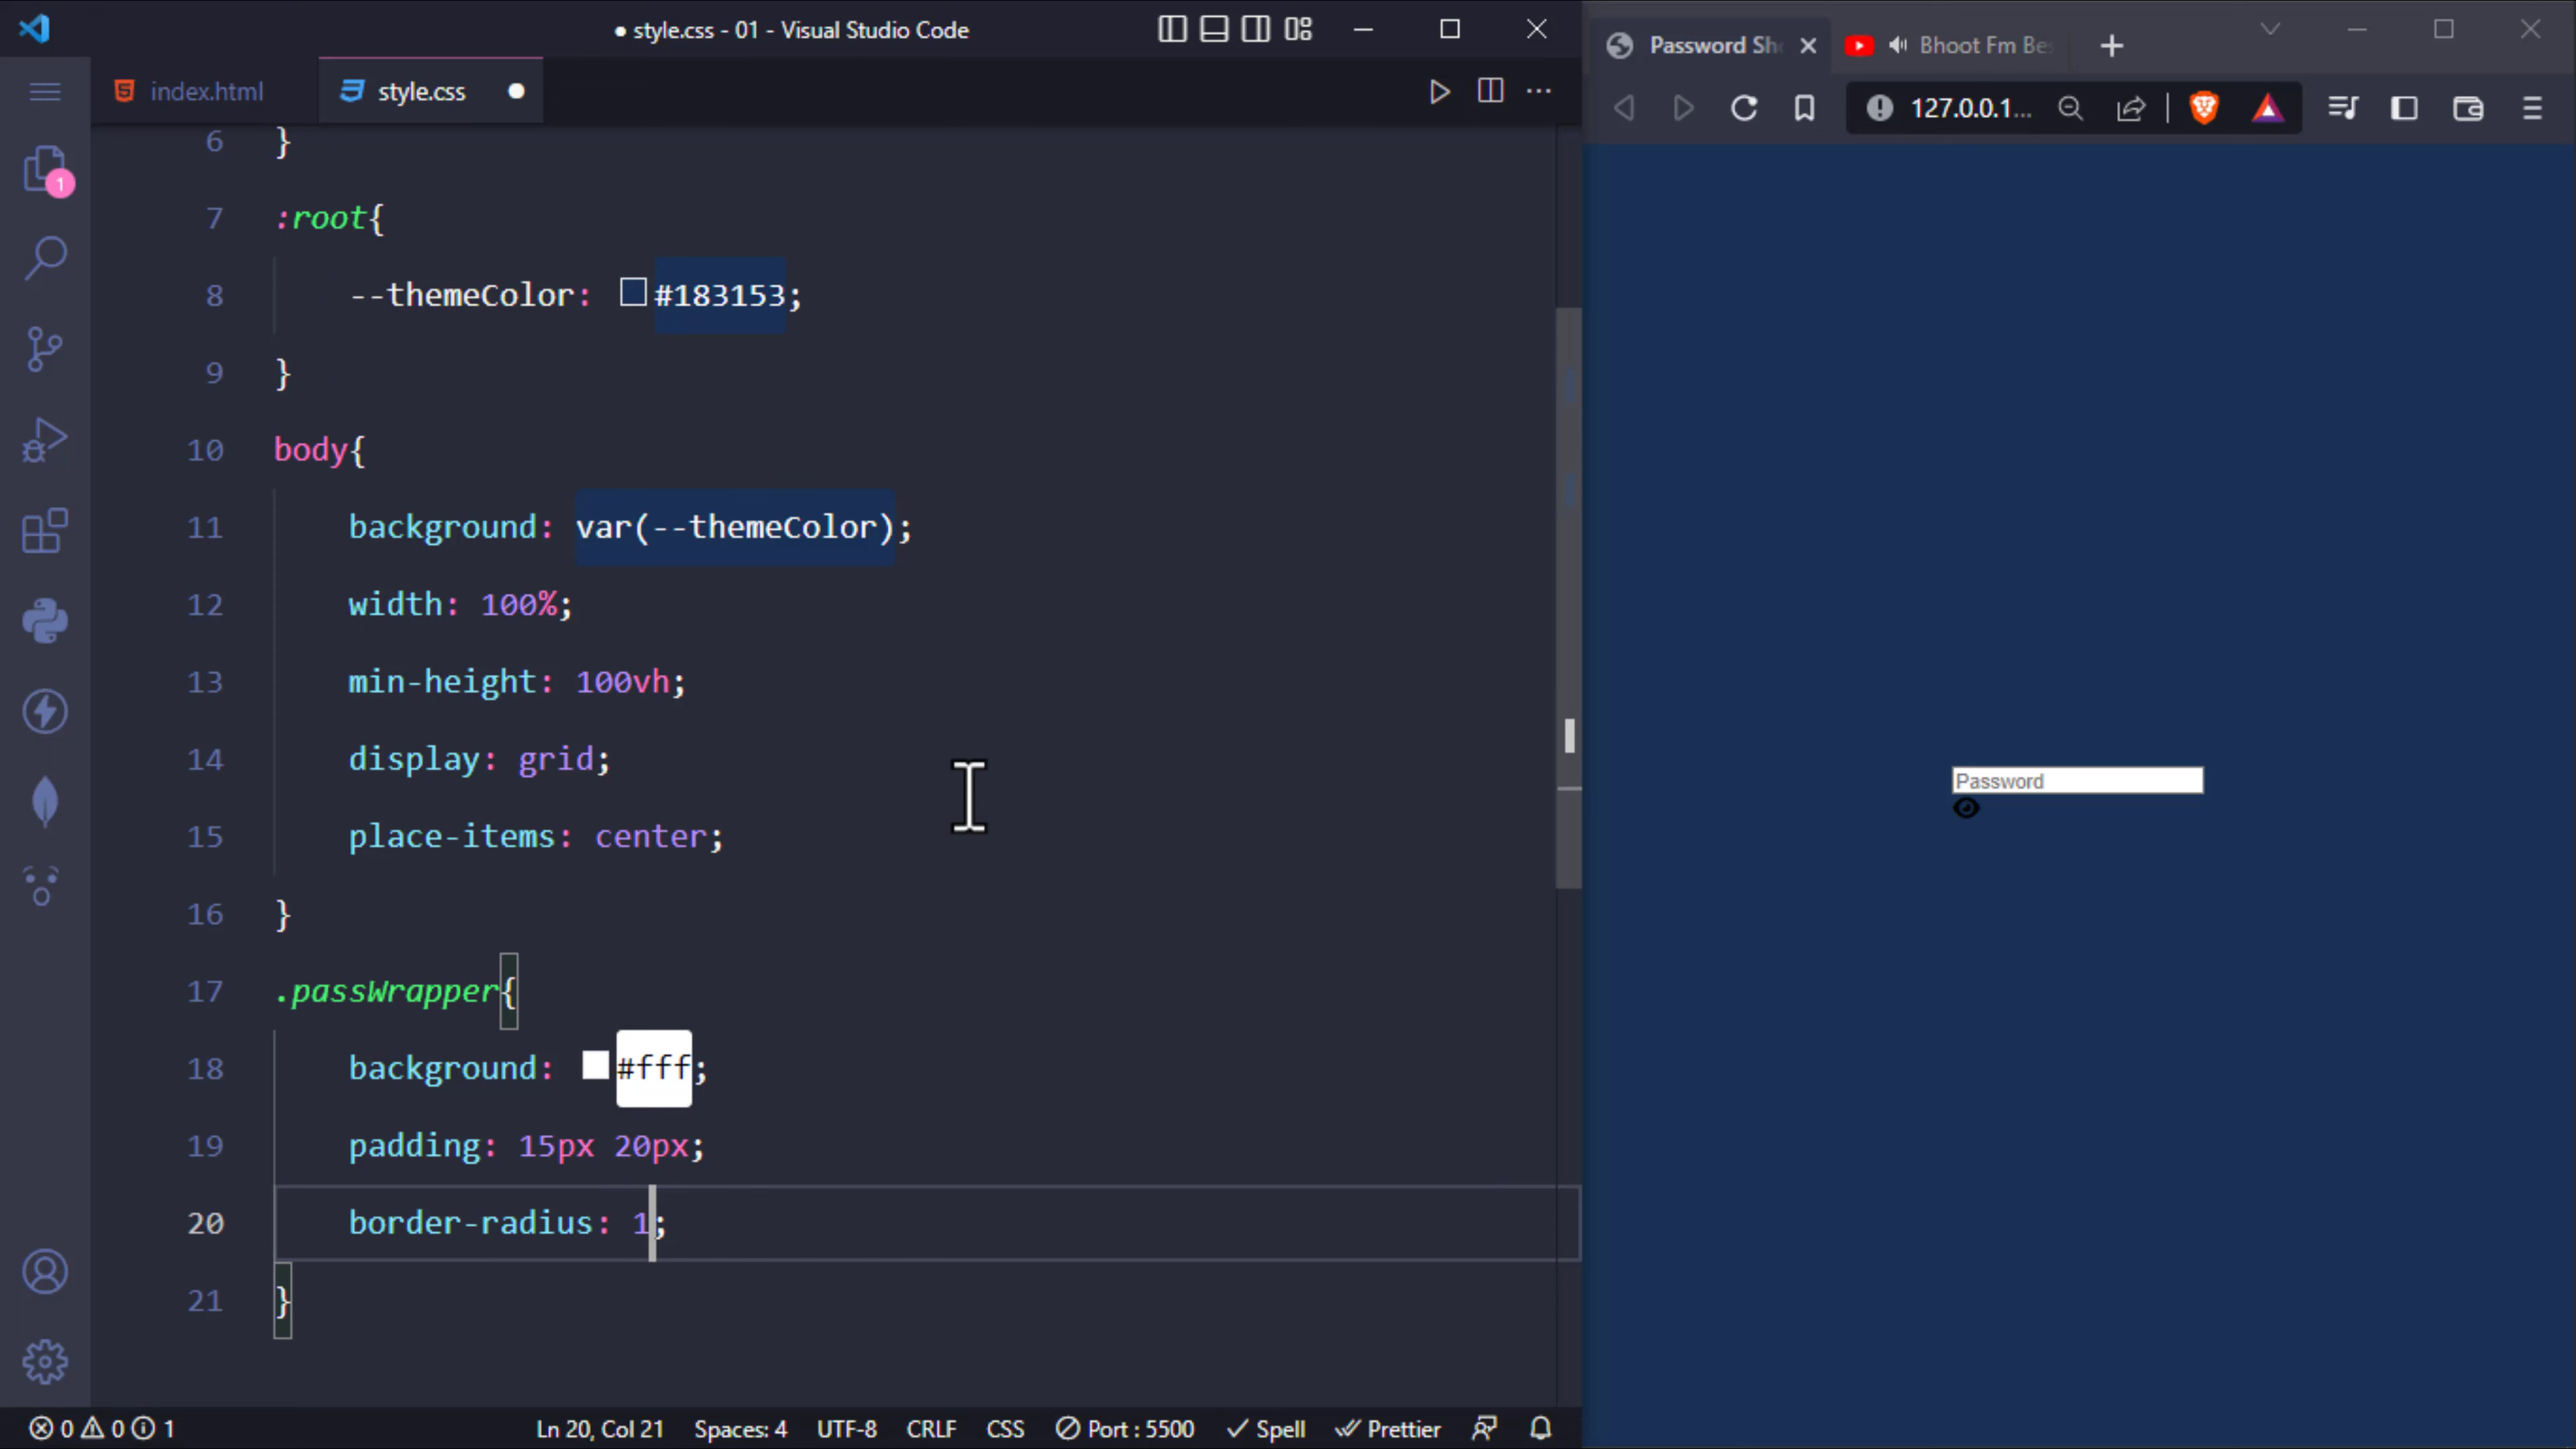 ● style.css - 01 - Visual Studio Code
index.html
style.css
1
6 }
7 :root{
8 --themeColor: #183153;
9 }
10 body{
11 background: var(--themeColor);
12 width: 100%;
13 min-height: 100vh;
14 display: grid;
15 place-items: center;
16 }
17 .passWrapper{
18 background: #fff;
19 padding: 15px 20px;
20 border-radius: 1;
21 }
0 0 1
Ln 20, Col 21 Spaces: 4 UTF-8 CRLF CSS Port : 5500 Spell Prettier
Password Sh
Bhoot Fm Bes
127.0.0.1...
Password